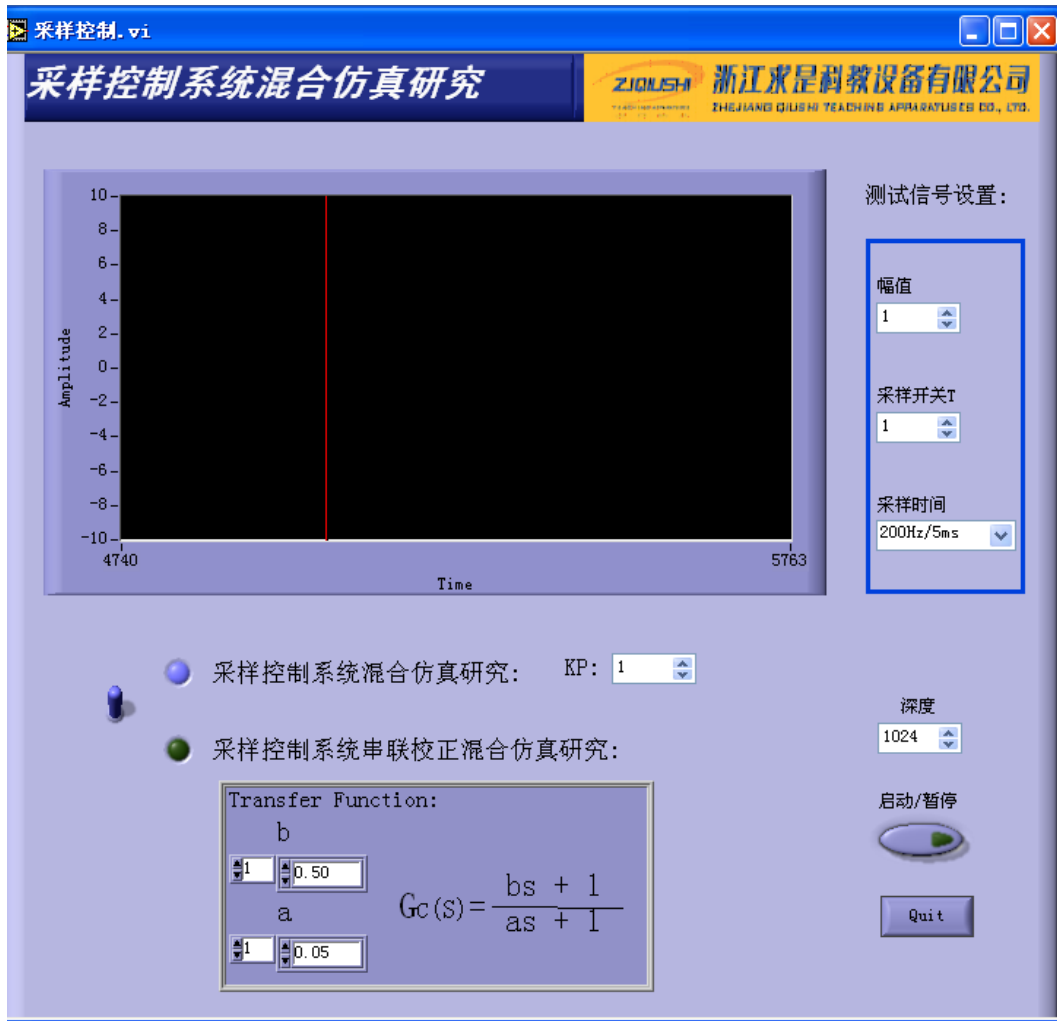 采样控制.vi
采样控制系统混合仿真研究
ZJQIUSHI
浙江求是科教设备有限公司
ZHEJIANG QIUSHI TEACHING APPARATUSES CO., LTD.
测试信号设置:
10
8
6
4
2
0
-2
-4
-6
-8
-10
Amplitude
4740
5763
Time
幅值
1
采样开关T
1
采样时间
200Hz/5ms
采样控制系统混合仿真研究: KP: 1
采样控制系统串联校正混合仿真研究:
深度
1024
启动/暂停
Quit
Transfer Function:
b
1 0.50
a
1 0.05
Gc(S)= bs + 1
as + 1